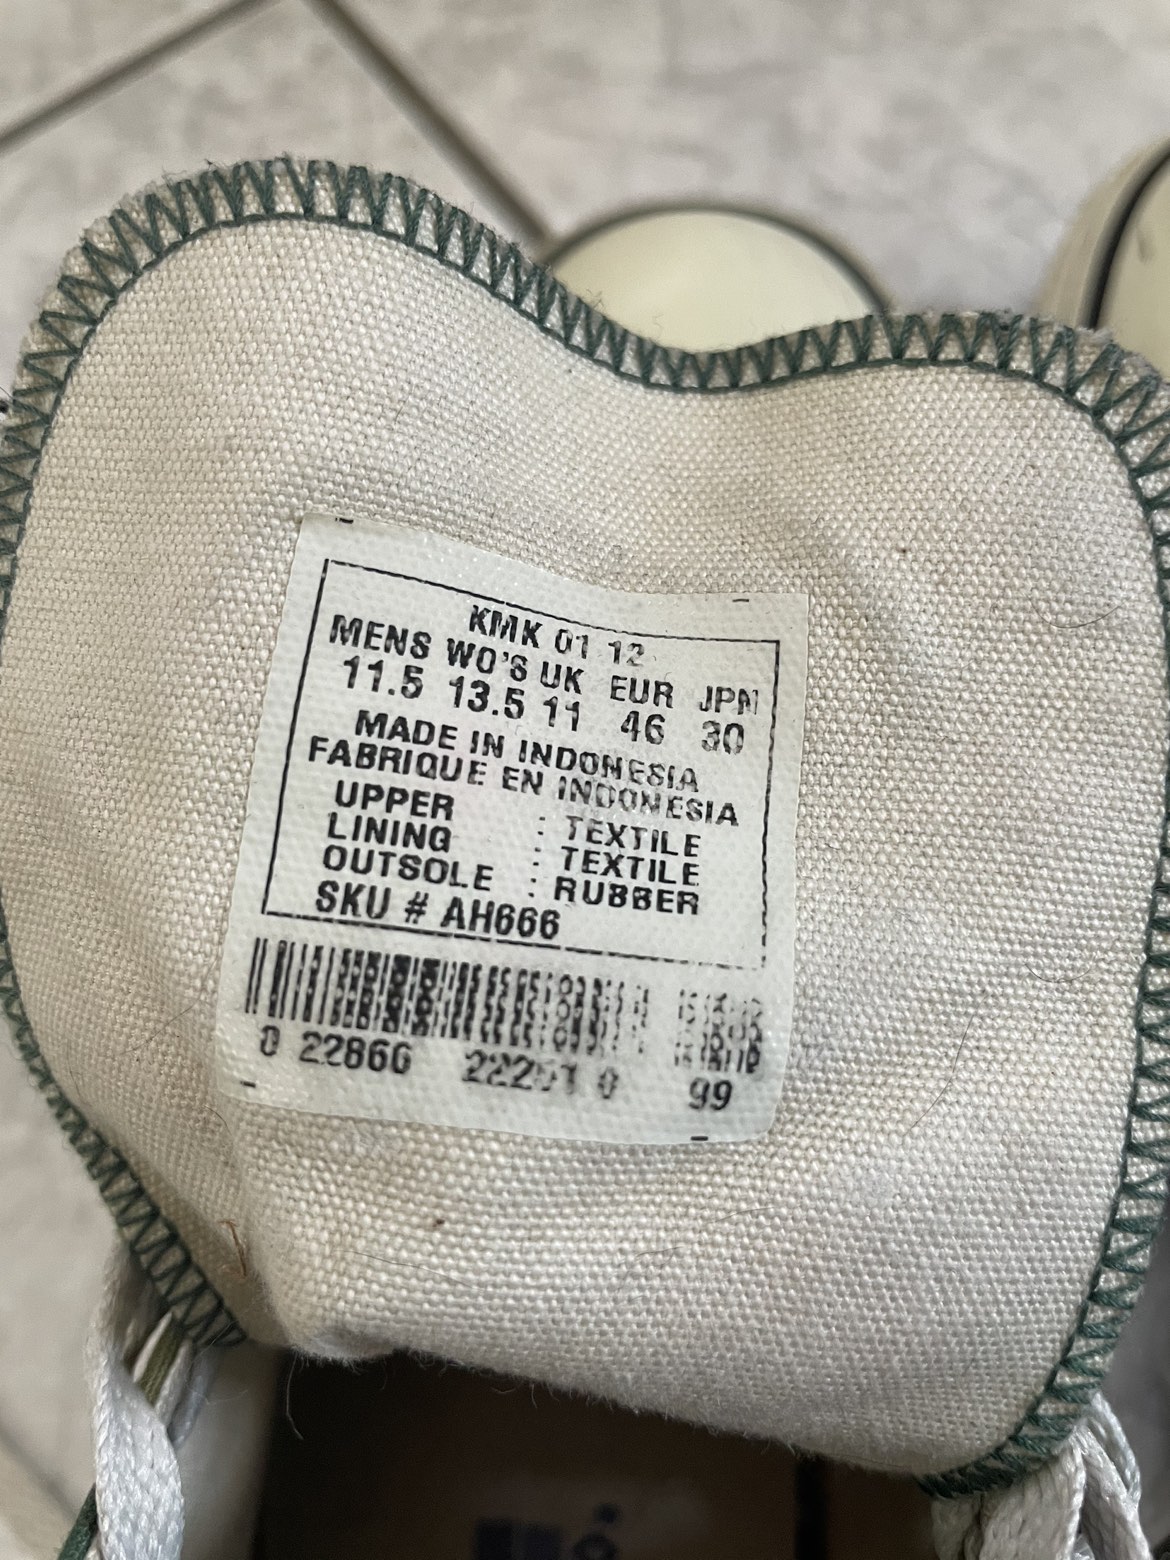 KMK 01 12
MENS WO'S UK EUR JPN
11.5 13.5 11 46 30
MADE IN INDONESIA
FABRIQUE EN INDONESIA
UPPER : TEXTILE
LINING : TEXTILE
OUTSOLE : RUBBER
SKU # AH666
0 22866 0 99